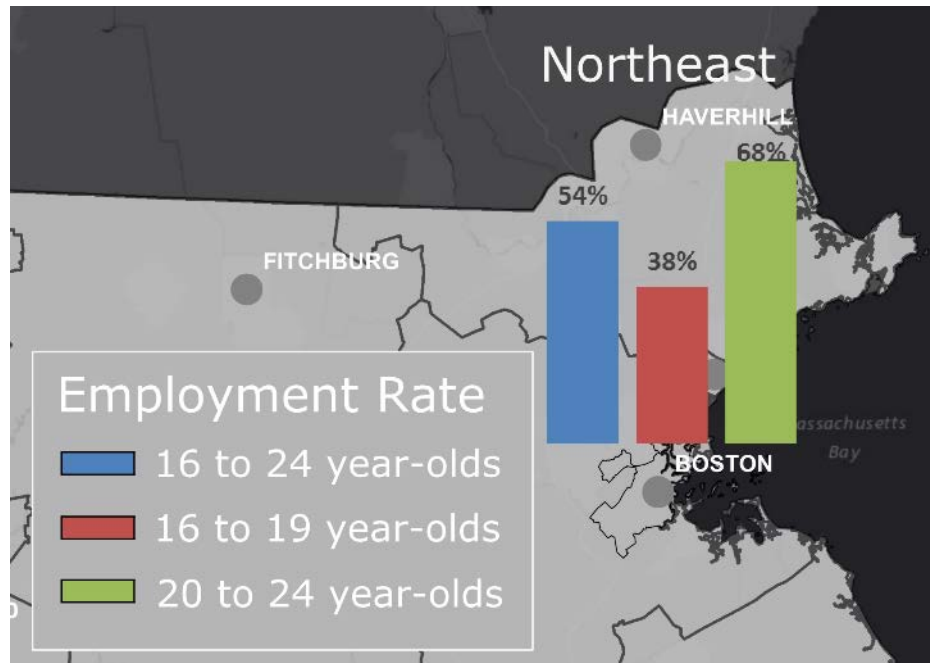 Northeast
HAVERHILL
68%
54%
FITCHBURG
38%
Employment Rate
16 to 24 year-olds
16 to 19 year-olds
20 to 24 year-olds
Bay
BOSTON